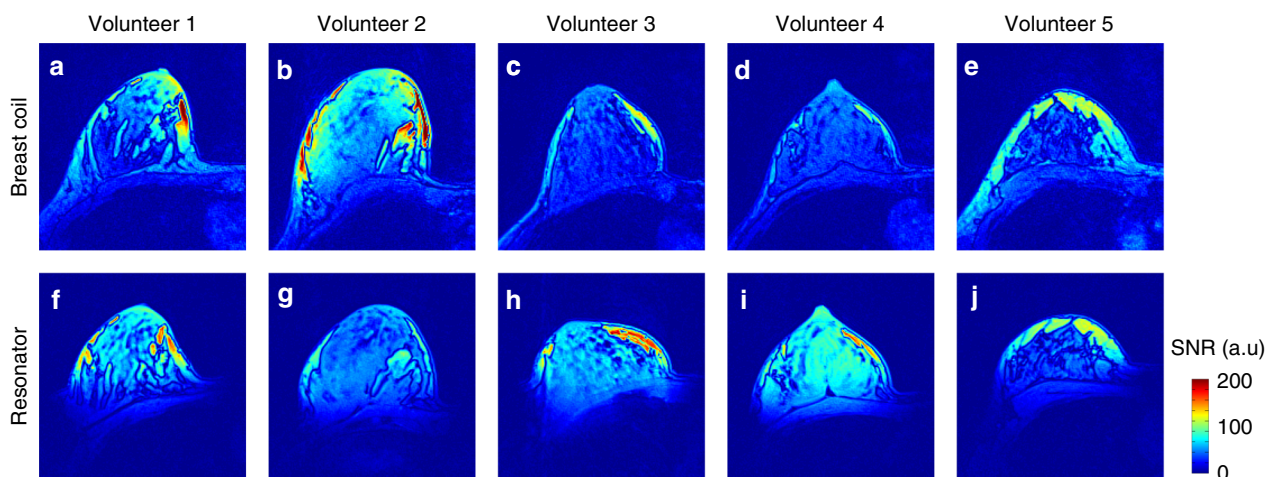 Volunteer 1 Volunteer 2 Volunteer 3 Volunteer 4 Volunteer 5
Breast coil
a b c d e
Resonator
f g h i j
SNR (a.u)
200
100
0